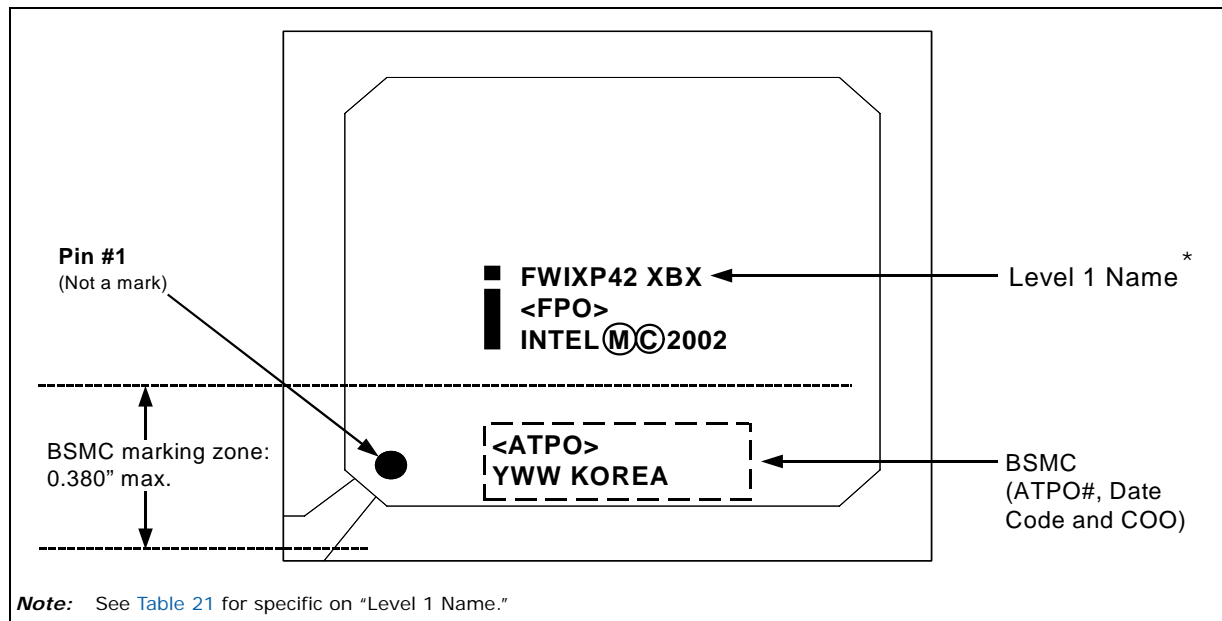 Pin #1
(Not a mark)
FWIXP42 XBX
<FPO>
INTELⓂ©2002
Level 1 Name*
BSMC marking zone:
0.380” max.
<ATPO>
YWW KOREA
BSMC
(ATPO#, Date
Code and COO)
Note: See Table 21 for specific on “Level 1 Name.”